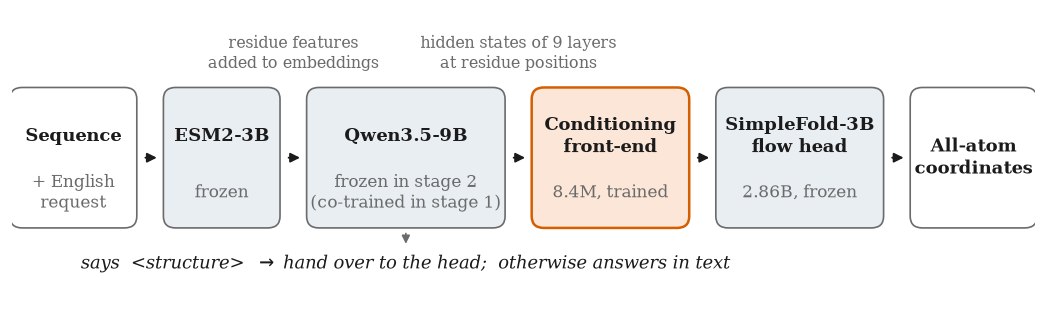 residue features
added to embeddings
hidden states of 9 layers
at residue positions
Sequence
+ English
request
ESM2-3B
frozen
Qwen3.5-9B
frozen in stage 2
(co-trained in stage 1)
Conditioning
front-end
8.4M, trained
SimpleFold-3B
flow head
2.86B, frozen
All-atom
coordinates
says <structure> → hand over to the head; otherwise answers in text